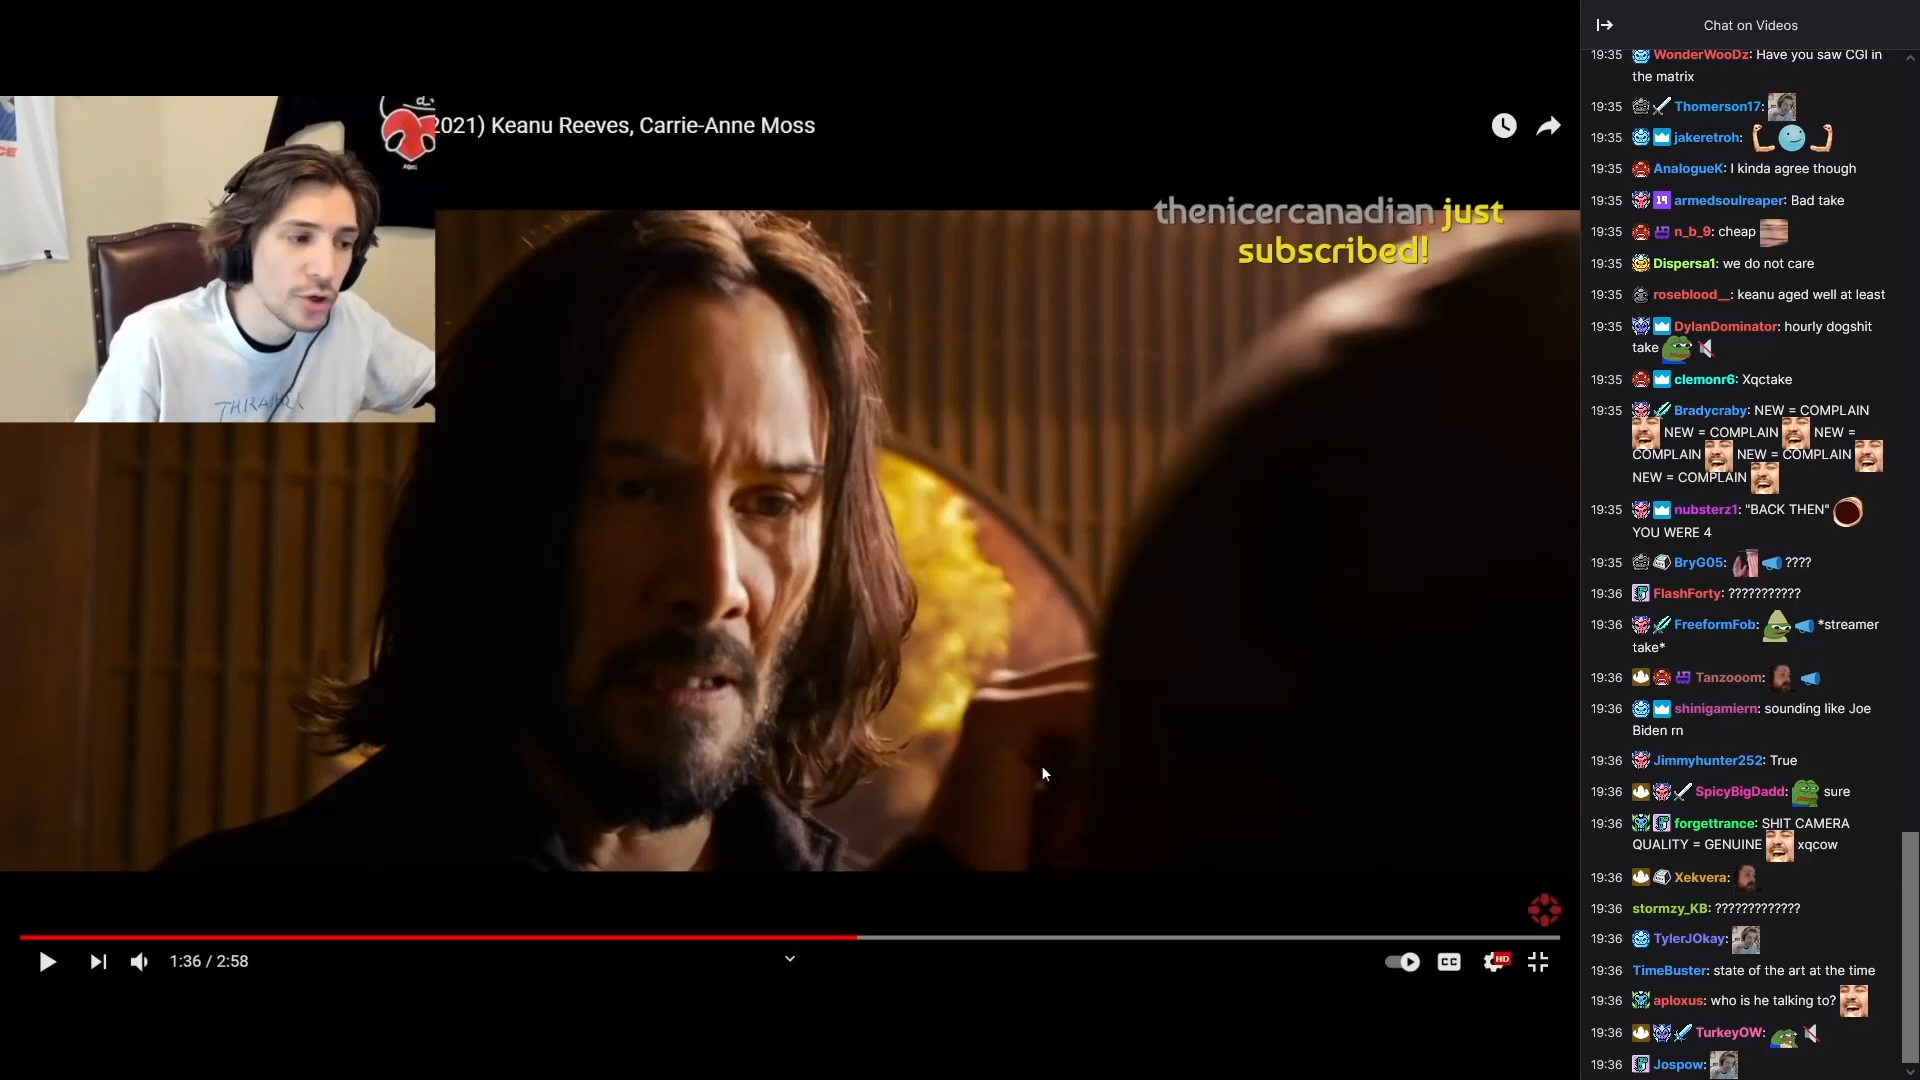 2021) Keanu Reeves, Carrie-Anne Moss
thenicercanadian just
subscribed!
1:36 / 2:58
CC
HD
Chat on Videos
19:35 WonderWooDz: Have you saw CGI in
the matrix
19:35 Thomerson17:
19:35 jakeretroh:
19:35 AnalogueK: I kinda agree though
19:35 armedsoulreaper: Bad take
19:35 n_b_9: cheap
19:35 Dispersa1: we do not care
19:35 roseblood__: keanu aged well at least
19:35 DylanDominator: hourly dogshit
take
19:35 clemonr6: Xqctake
19:35 Bradycraby: NEW = COMPLAIN
NEW = COMPLAIN NEW =
COMPLAIN NEW = COMPLAIN
NEW = COMPLAIN
19:35 nubsterz1: "BACK THEN"
YOU WERE 4
19:35 BryG05: ????
19:36 FlashForty: ???????????
19:36 FreeformFob: *streamer
take*
19:36 Tanzooom:
19:36 shinigamiern: sounding like Joe
Biden rn
19:36 Jimmyhunter252: True
19:36 SpicyBigDadd: sure
19:36 forgettrance: SHIT CAMERA
QUALITY = GENUINE xqcow
19:36 Xekvera:
19:36 stormzy_KB: ?????????????
19:36 TylerJOkay:
19:36 TimeBuster: state of the art at the time
19:36 aploxus: who is he talking to?
19:36 TurkeyOW:
19:36 Jospow: